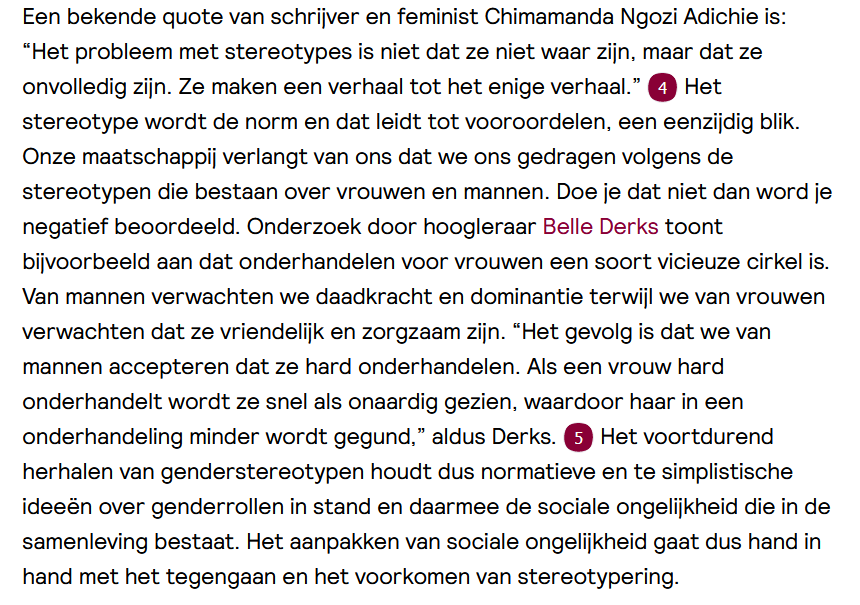 Een bekende quote van schrijver en feminist Chimamanda Ngozi Adichie is:
“Het probleem met stereotypes is niet dat ze niet waar zijn, maar dat ze
onvolledig zijn. Ze maken een verhaal tot het enige verhaal.” 4 Het
stereotype wordt de norm en dat leidt tot vooroordelen, een eenzijdig blik.
Onze maatschappij verlangt van ons dat we ons gedragen volgens de
stereotypen die bestaan over vrouwen en mannen. Doe je dat niet dan word je
negatief beoordeeld. Onderzoek door hoogleraar Belle Derks toont
bijvoorbeeld aan dat onderhandelen voor vrouwen een soort vicieuze cirkel is.
Van mannen verwachten we daadkracht en dominantie terwijl we van vrouwen
verwachten dat ze vriendelijk en zorgzaam zijn. “Het gevolg is dat we van
mannen accepteren dat ze hard onderhandelen. Als een vrouw hard
onderhandelt wordt ze snel als onaardig gezien, waardoor haar in een
onderhandeling minder wordt gegund,” aldus Derks. 5 Het voortdurend
herhalen van genderstereotypen houdt dus normatieve en te simplistische
ideeën over genderrollen in stand en daarmee de sociale ongelijkheid die in de
samenleving bestaat. Het aanpakken van sociale ongelijkheid gaat dus hand in
hand met het tegengaan en het voorkomen van stereotypering.